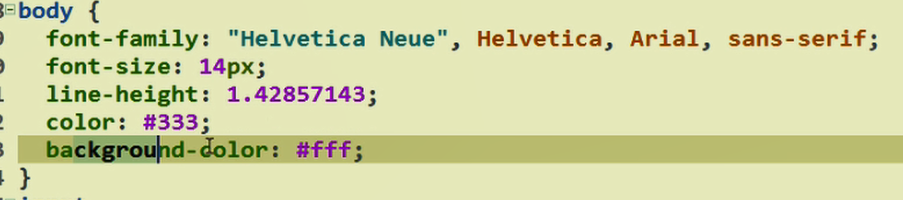 body {
font-family: "Helvetica Neue", Helvetica, Arial, sans-serif;
font-size: 14px;
line-height: 1.42857143;
color: #333;
background-color: #fff;
}